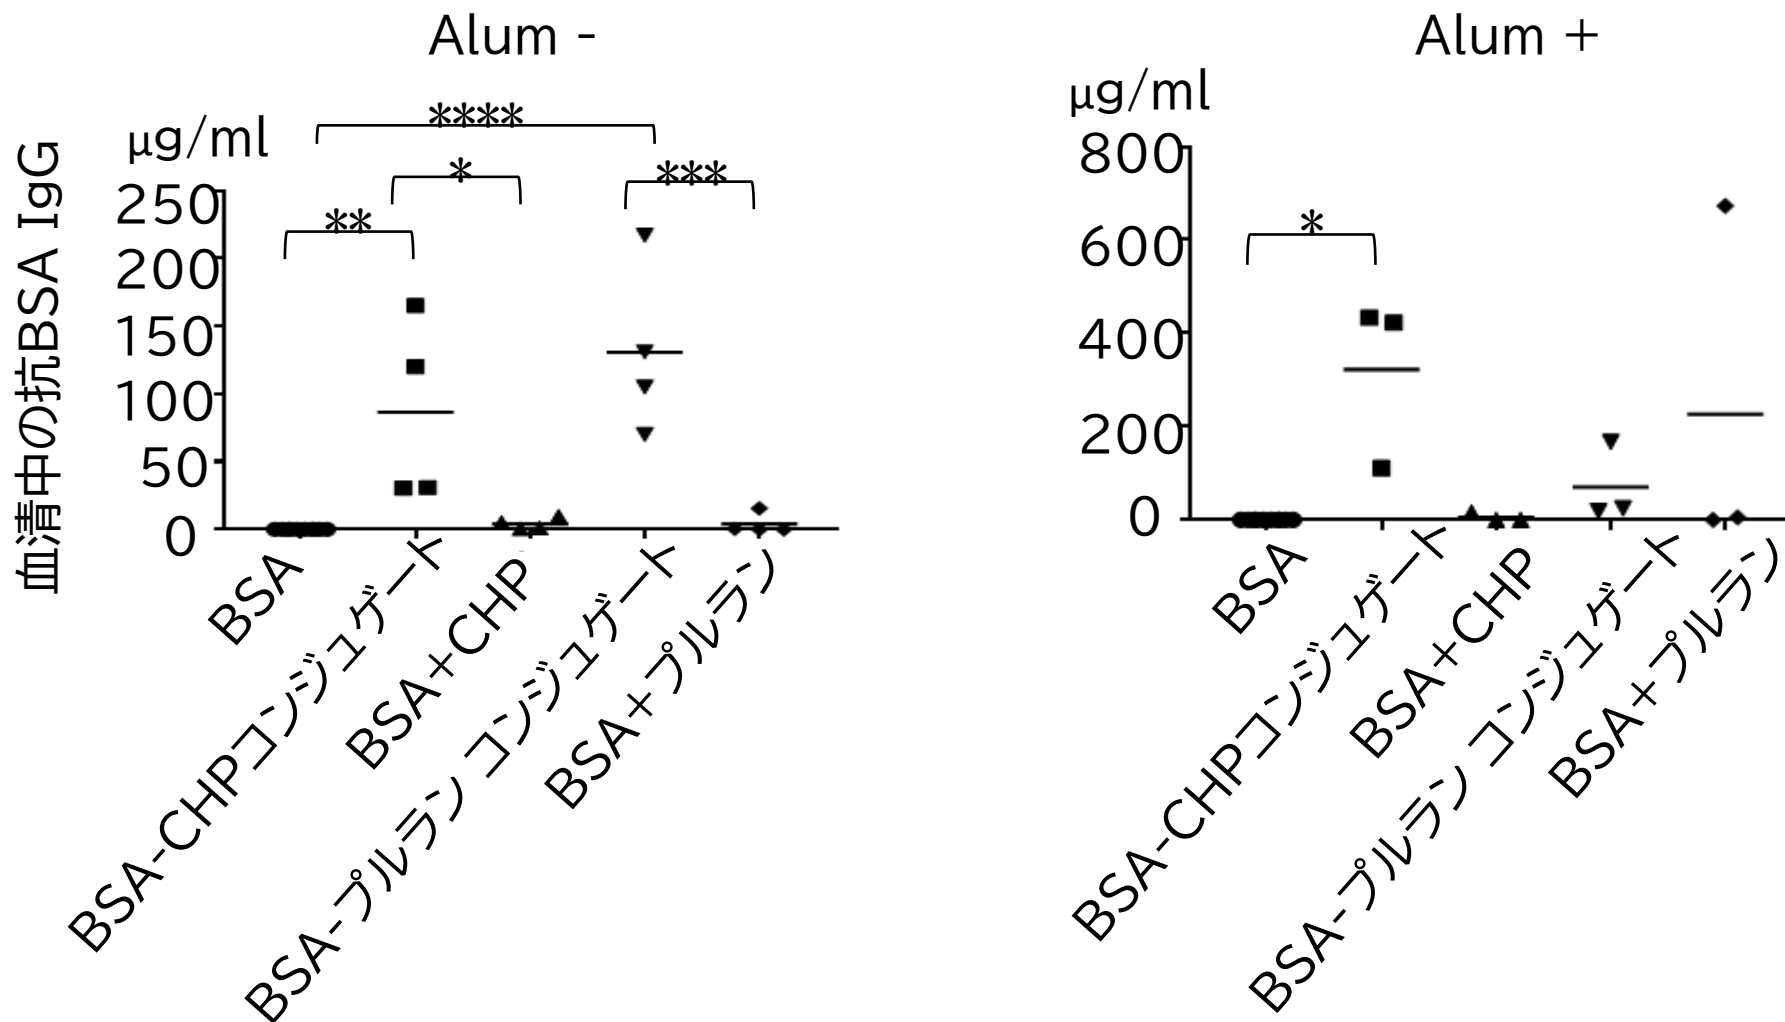 Alum -
μg/ml
血清中の抗BSA IgG
****
*
***
**
250
200
150
100
50
0
BSA
BSA-CHPコンジュゲート
BSA+CHP
BSA-プルラン コンジュゲート
BSA+プルラン
Alum +
μg/ml
*
800
600
400
200
0
BSA
BSA-CHPコンジュゲート
BSA+CHP
BSA-プルラン コンジュゲート
BSA+プルラン